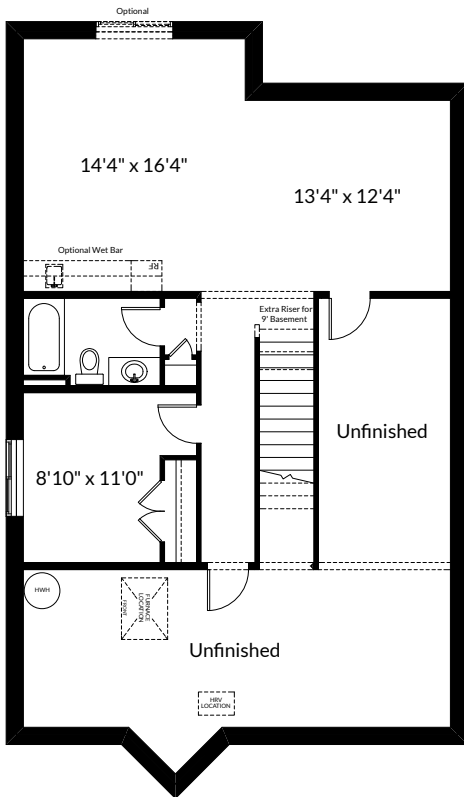 Optional
14'4" x 16'4"
13'4" x 12'4"
Optional Wet Bar
RF
Extra Riser for
9' Basement
Unfinished
8'10" x 11'0"
HWH
FURNACE
LOCATION
FRONT
Unfinished
HRV
LOCATION